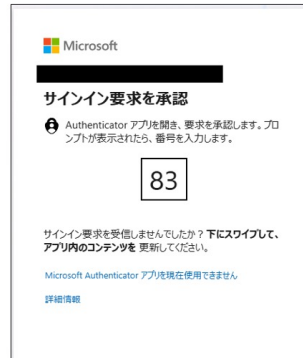 Microsoft
サインイン要求を承認
Authenticator アプリを開き、要求を承認します。プロ
ンプトが表示されたら、番号を入力します。
83
サインイン要求を受信しませんでしたか？下にスワイプして、
アプリ内のコンテンツを 更新してください。
Microsoft Authenticator アプリを現在使用できません
詳細情報